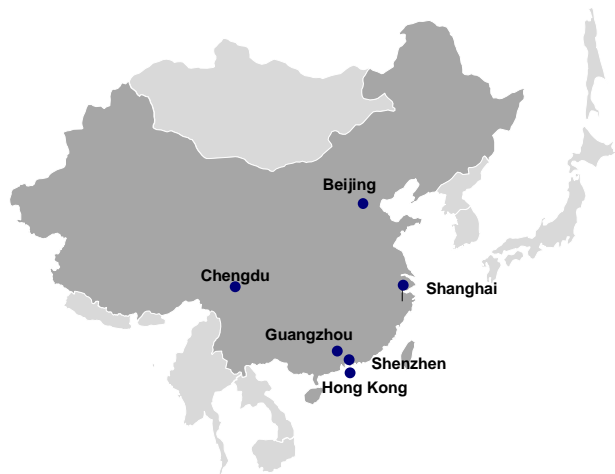 Beijing
Chengdu
Shanghai
Guangzhou
Shenzhen
Hong Kong